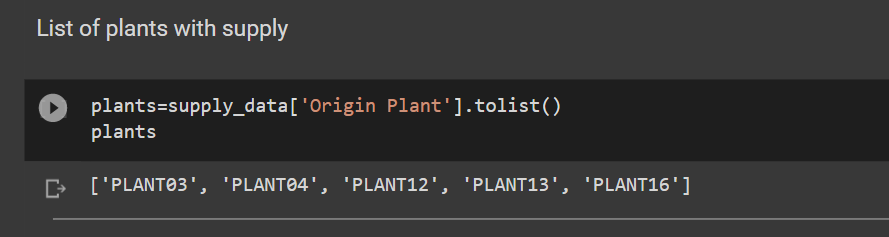 List of plants with supply
plants=supply_data['Origin Plant'].tolist()
plants
['PLANT03', 'PLANT04', 'PLANT12', 'PLANT13', 'PLANT16']